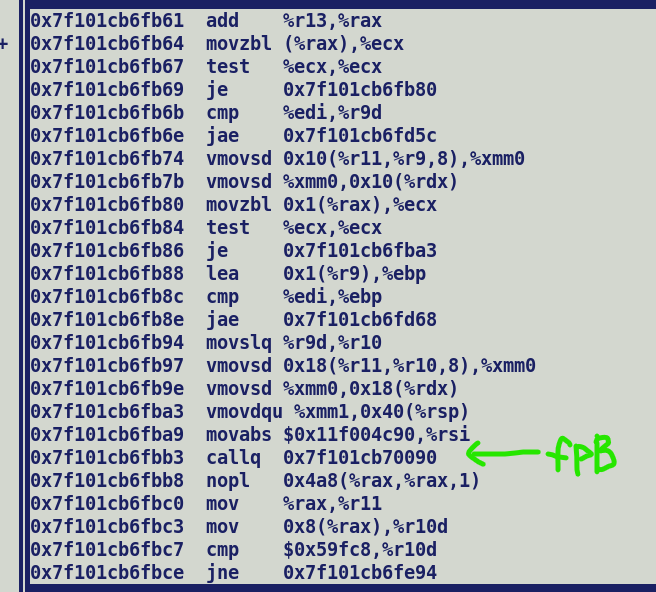 0x7f101cb6fb61 add %r13,%rax
+ 0x7f101cb6fb64 movzbl (%rax),%ecx
0x7f101cb6fb67 test %ecx,%ecx
0x7f101cb6fb69 je 0x7f101cb6fb80
0x7f101cb6fb6b cmp %edi,%r9d
0x7f101cb6fb6e jae 0x7f101cb6fd5c
0x7f101cb6fb74 vmovsd 0x10(%r11,%r9,8),%xmm0
0x7f101cb6fb7b vmovsd %xmm0,0x10(%rdx)
0x7f101cb6fb80 movzbl 0x1(%rax),%ecx
0x7f101cb6fb84 test %ecx,%ecx
0x7f101cb6fb86 je 0x7f101cb6fba3
0x7f101cb6fb88 lea 0x1(%r9),%ebp
0x7f101cb6fb8c cmp %edi,%ebp
0x7f101cb6fb8e jae 0x7f101cb6fd68
0x7f101cb6fb94 movslq %r9d,%r10
0x7f101cb6fb97 vmovsd 0x18(%r11,%r10,8),%xmm0
0x7f101cb6fb9e vmovsd %xmm0,0x18(%rdx)
0x7f101cb6fba3 vmovdqu %xmm1,0x40(%rsp)
0x7f101cb6fba9 movabs $0x11f004c90,%rsi
0x7f101cb6fbb3 callq 0x7f101cb70090 fpB
0x7f101cb6fbb8 nopl 0x4a8(%rax,%rax,1)
0x7f101cb6fbc0 mov %rax,%r11
0x7f101cb6fbc3 mov 0x8(%rax),%r10d
0x7f101cb6fbc7 cmp $0x59fc8,%r10d
0x7f101cb6fbce jne 0x7f101cb6fe94